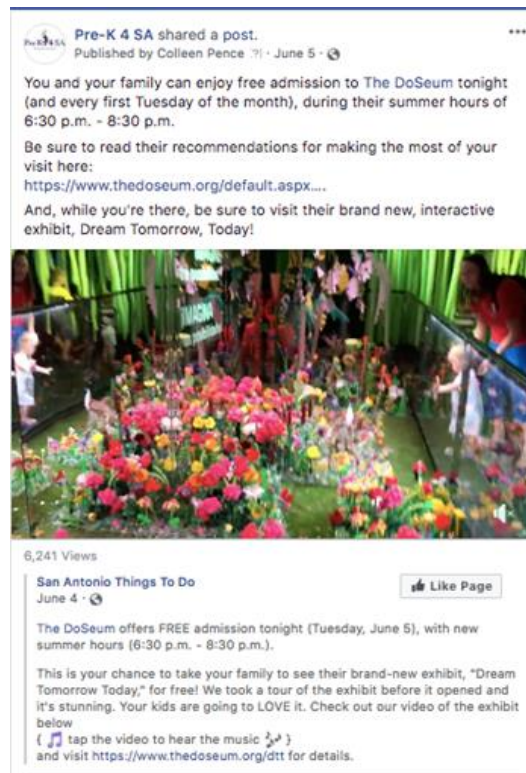 Pre-K 4 SA shared a post.
Pre-K 4 SA
Published by Colleen Pence [?] · June 5 ·
You and your family can enjoy free admission to The DoSeum tonight
(and every first Tuesday of the month), during their summer hours of
6:30 p.m. - 8:30 p.m.
Be sure to read their recommendations for making the most of your
visit here:
https://www.thedoseum.org/default.aspx....
And, while you're there, be sure to visit their brand new, interactive
exhibit, Dream Tomorrow, Today!
6,241 Views
San Antonio Things To Do
Like Page
June 4 ·
The DoSeum offers FREE admission tonight (Tuesday, June 5), with new
summer hours (6:30 p.m. - 8:30 p.m.).
This is your chance to take your family to see their brand-new exhibit, "Dream
Tomorrow Today," for free! We took a tour of the exhibit before it opened and
it's stunning. Your kids are going to LOVE it. Check out our video of the exhibit
below
{ 🎵 tap the video to hear the music 🎶 }
and visit https://www.thedoseum.org/dtt for details.